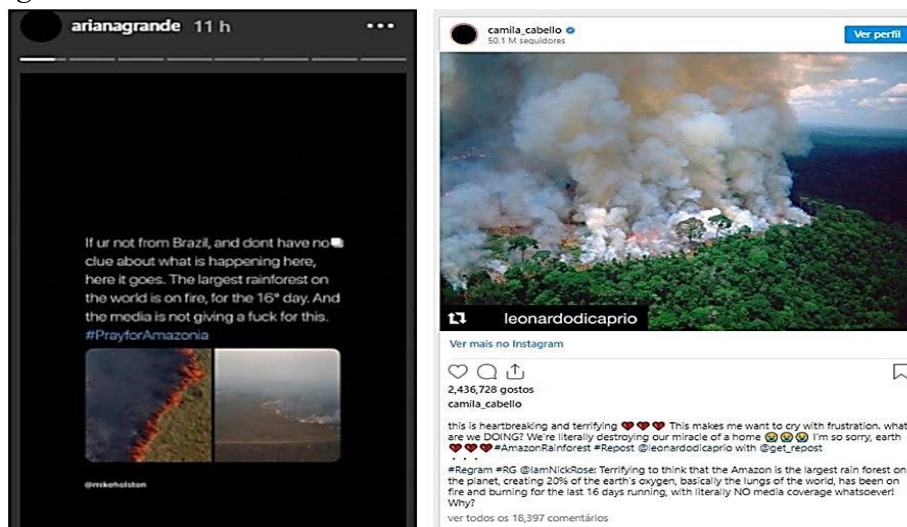 arianagrande 11 h
If ur not from Brazil, and dont have no
clue about what is happening here,
here it goes. The largest rainforest on
the world is on fire, for the 16° day. And
the media is not giving a fuck for this.
#PrayforAmazonia
@mikeholston
camila_cabello
50.1 M seguidores
Ver perfil
leonardodicaprio
Ver mais no Instagram
2,436,728 gostos
camila_cabello
this is heartbreaking and terrifying 💔💔💔 This makes me want to cry with frustration. what
are we DOING? We're literally destroying our miracle of a home 😭😭😭 I'm so sorry, earth
💔💔💔#AmazonRainforest #Repost @leonardodicaprio with @get_repost
・・・
#Regram #RG @IamNickRose: Terrifying to think that the Amazon is the largest rain forest on
the planet, creating 20% of the earth's oxygen, basically the lungs of the world, has been on
fire and burning for the last 16 days running, with literally NO media coverage whatsoever!
Why?
ver todos os 18,397 comentários